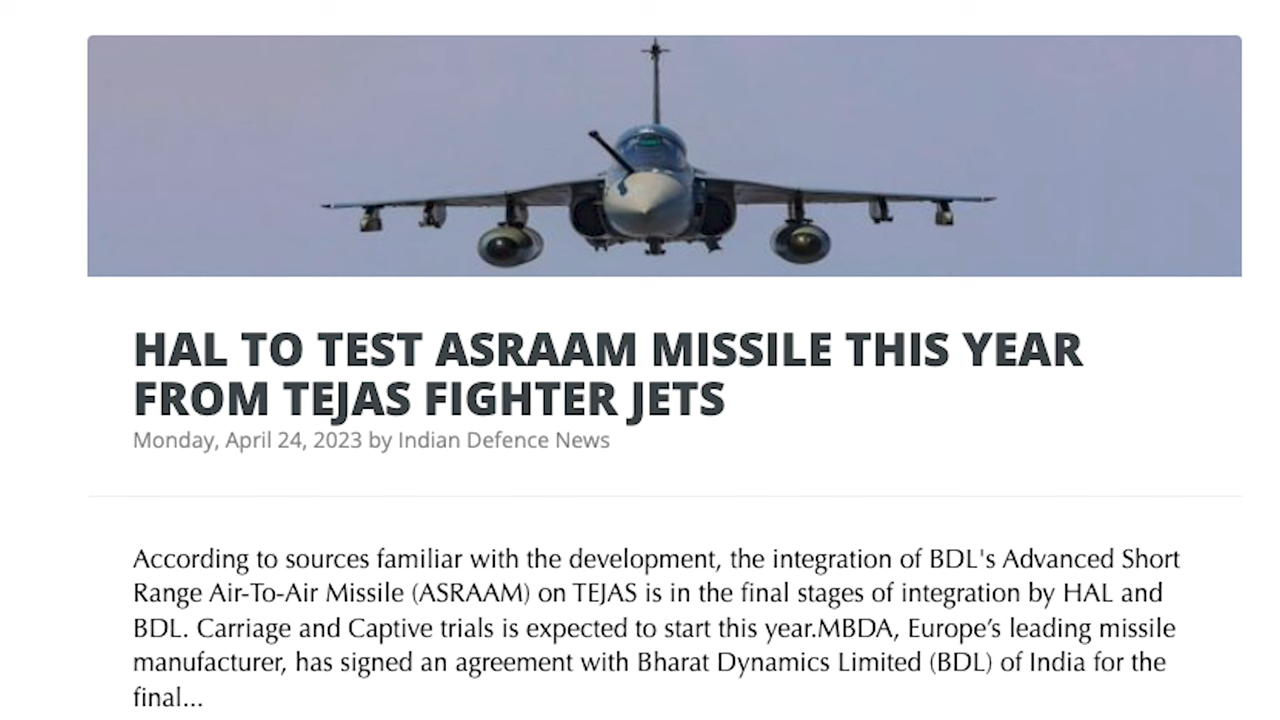 HAL TO TEST ASRAAM MISSILE THIS YEAR
FROM TEJAS FIGHTER JETS
Monday, April 24, 2023 by Indian Defence News
According to sources familiar with the development, the integration of BDL's Advanced Short
Range Air-To-Air Missile (ASRAAM) on TEJAS is in the final stages of integration by HAL and
BDL. Carriage and Captive trials is expected to start this year.MBDA, Europe’s leading missile
manufacturer, has signed an agreement with Bharat Dynamics Limited (BDL) of India for the
final...